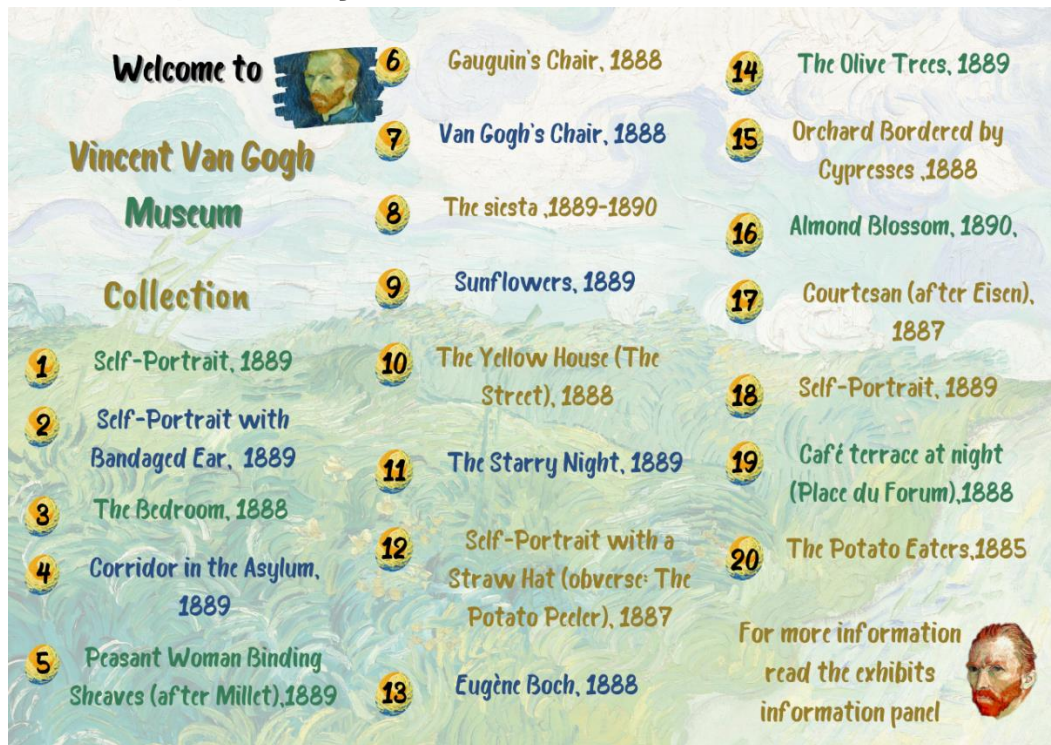 Welcome to
Vincent Van Gogh
Museum
Collection
1 Self-Portrait, 1889
2 Self-Portrait with
Bandaged Ear, 1889
3 The Bedroom, 1888
4 Corridor in the Asylum,
1889
5 Peasant Woman Binding
Sheaves (after Millet),1889
6 Gauguin's Chair, 1888
7 Van Gogh's Chair, 1888
8 The siesta ,1889-1890
9 Sunflowers, 1889
10 The Yellow House (The
Street), 1888
11 The Starry Night, 1889
12 Self-Portrait with a
Straw Hat (obverse: The
Potato Peeler), 1887
13 Eugène Boch, 1888
14 The Olive Trees, 1889
15 Orchard Bordered by
Cypresses ,1888
16 Almond Blossom, 1890,
17 Courtesan (after Eisen),
1887
18 Self-Portrait, 1889
19 Café terrace at night
(Place du Forum),1888
20 The Potato Eaters,1885
For more information
read the exhibits
information panel